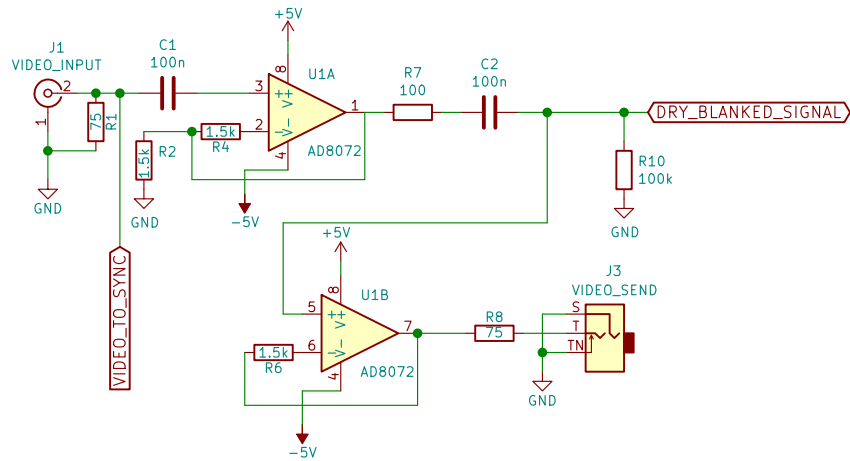 +5V
J1
VIDEO_INPUT
C1
100n
U1A
R7
100
C2
100n
2
1
75
R1
3
8
+
V+
1
2
-
V-
4
AD8072
1.5k
R4
1.5k
R2
GND
GND
-5V
DRY_BLANKED_SIGNAL
R10
100k
GND
VIDEO_TO_SYNC
+5V
U1B
8
5
+
V+
7
6
-
V-
4
AD8072
1.5k
R6
-5V
R8
75
J3
VIDEO_SEND
S
T
TN
GND